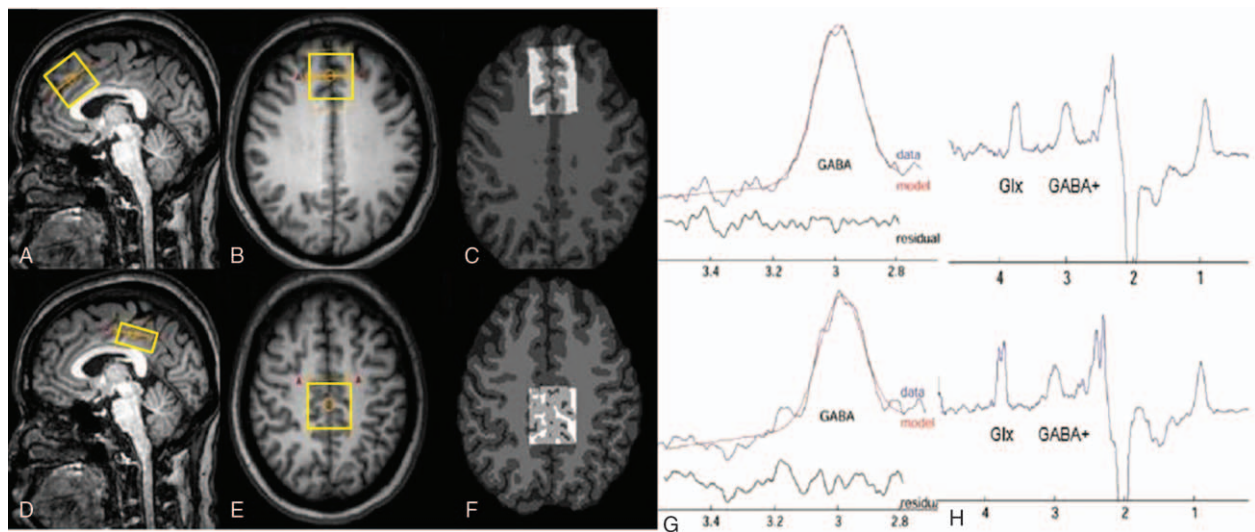 A
B
C
GABA
data
model
residual
3.4 3.2 3 2.8
Glx
GABA+
4 3 2 1
D
E
F
GABA
data
model
residual
G
3.4 3.2 3 2.8
Glx
GABA+
H
4 3 2 1